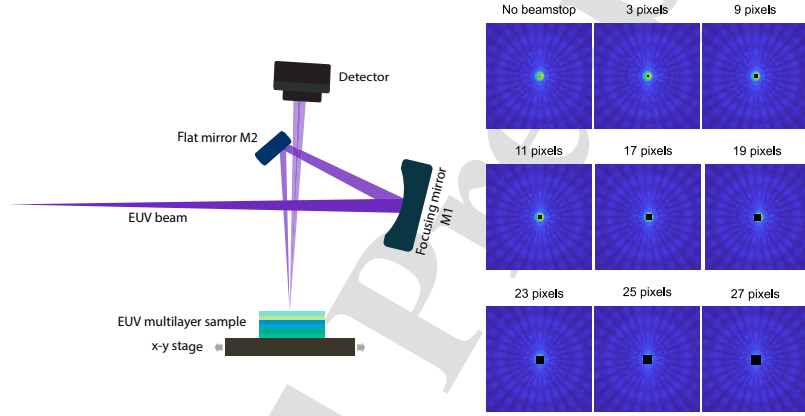 Detector
Flat mirror M2
Focusing mirror
M1
EUV beam
EUV multilayer sample
x-y stage
No beamstop
3 pixels
9 pixels
11 pixels
17 pixels
19 pixels
23 pixels
25 pixels
27 pixels